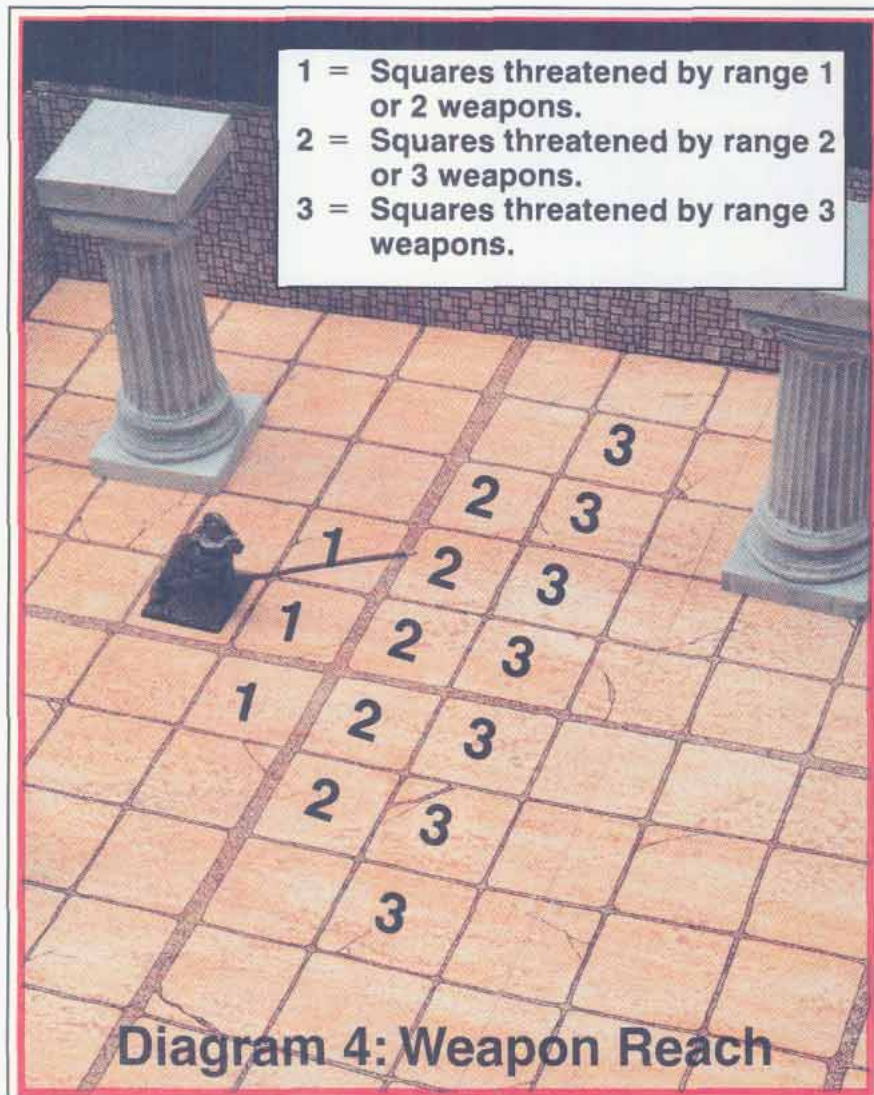 1 = Squares threatened by range 1
or 2 weapons.
2 = Squares threatened by range 2
or 3 weapons.
3 = Squares threatened by range 3
weapons.
3
2 3
1 2 3
1 2 3
1 2 3
2 3
3
Diagram 4: Weapon Reach